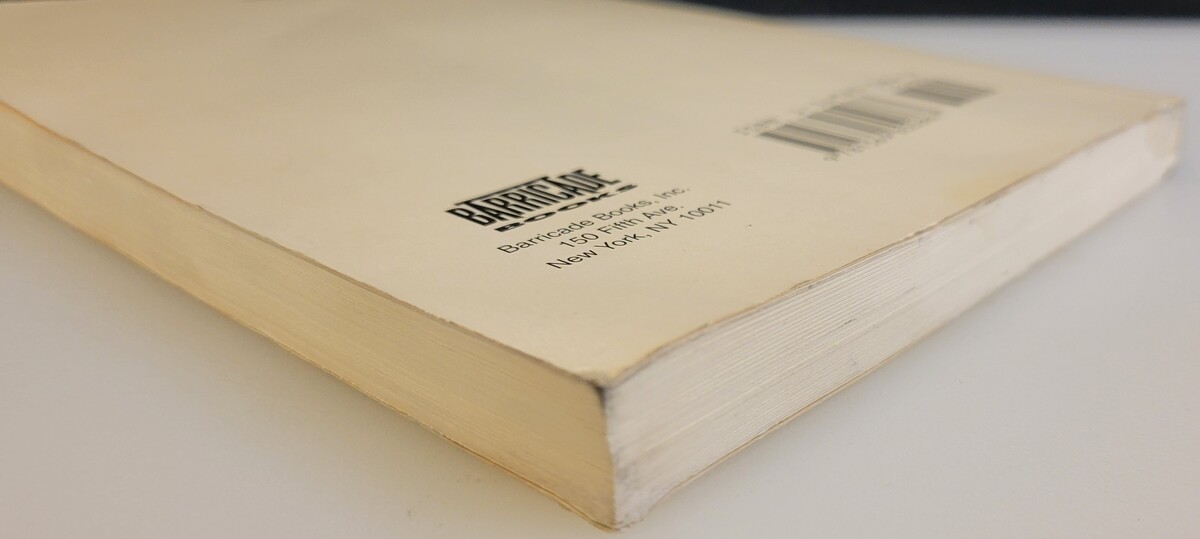 BARRICADE
BOOKS
Barricade Books, Inc.
150 Fifth Ave.
New York, NY 10011